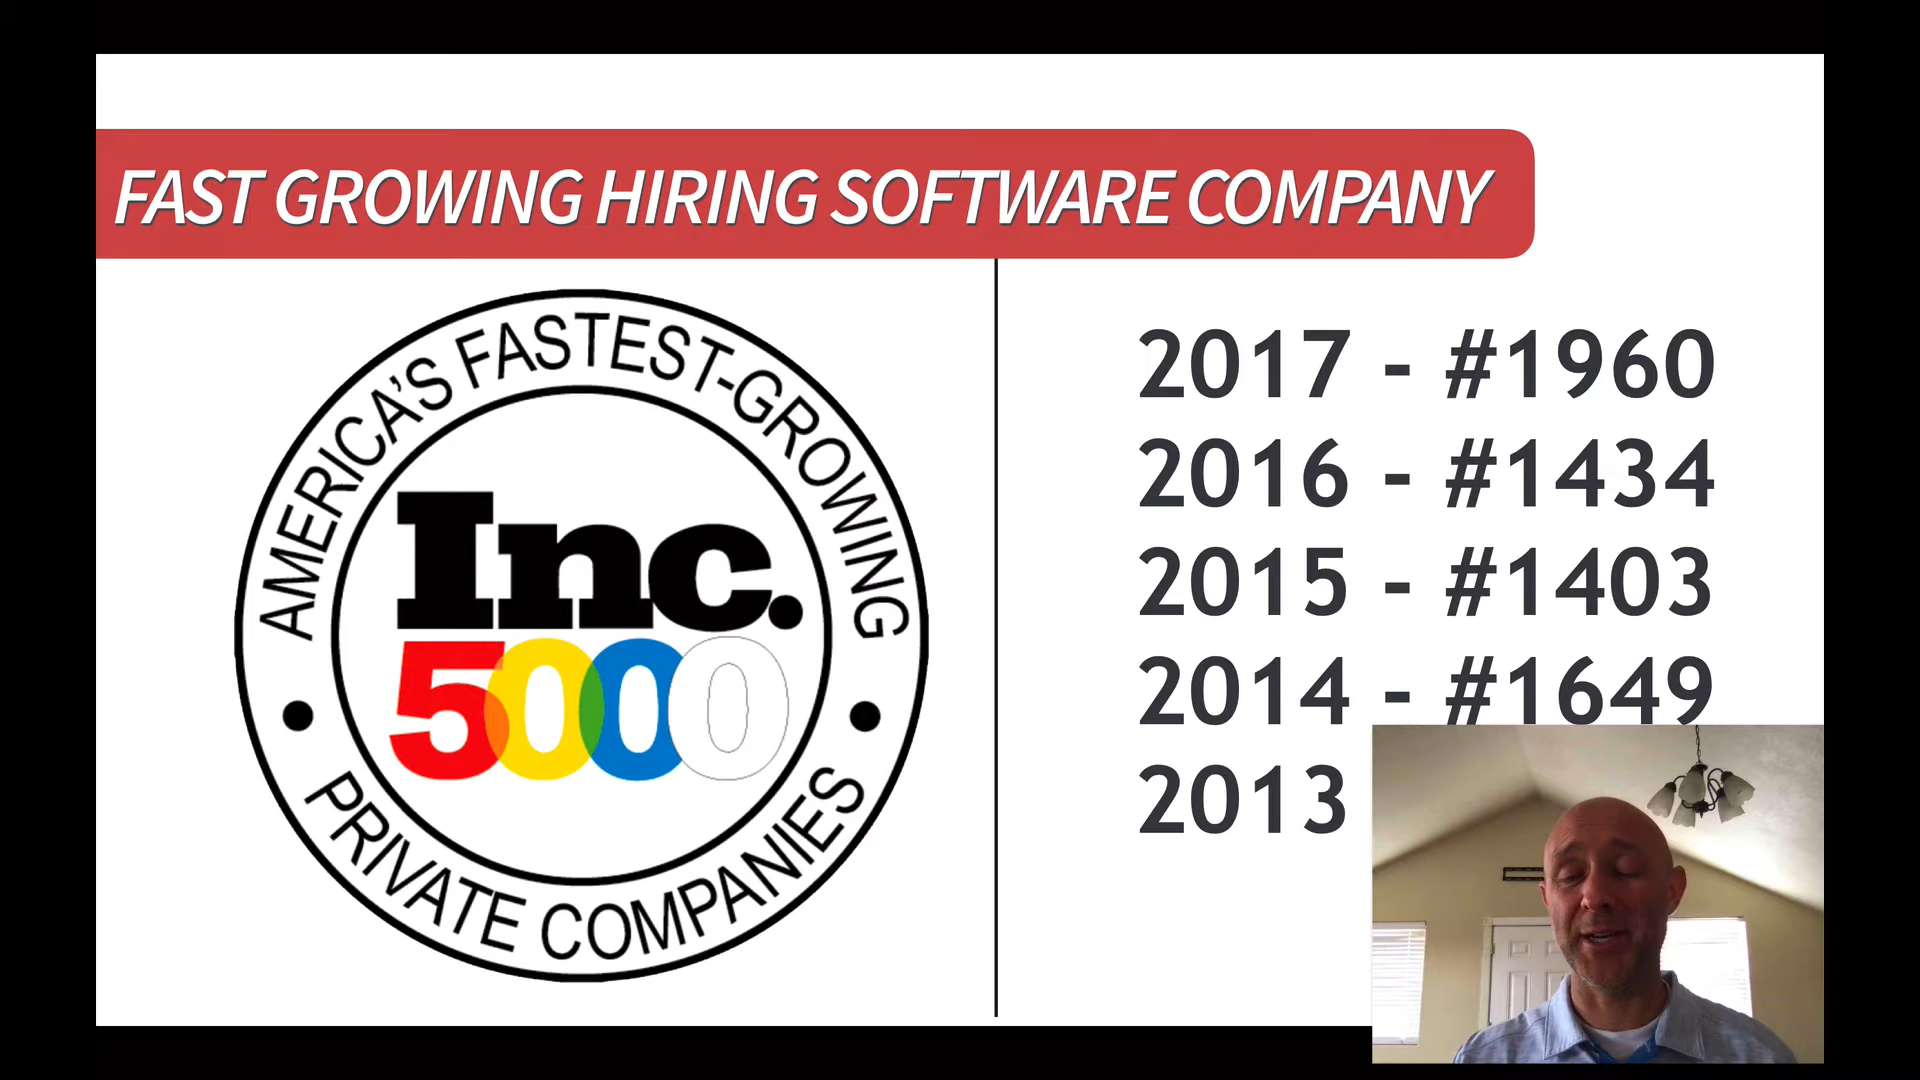 FAST GROWING HIRING SOFTWARE COMPANY
AMERICA'S FASTEST-GROWING
Inc.
5000
PRIVATE COMPANIES
2017 - #1960
2016 - #1434
2015 - #1403
2014 - #1649
2013